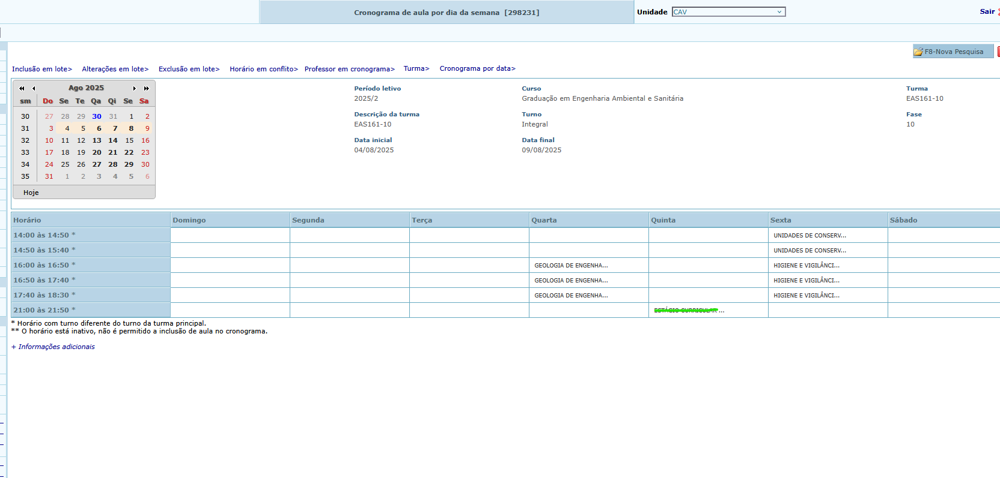 Cronograma de aula por dia da semana [298231]
Unidade CAV
Sair
F8-Nova Pesquisa
Inclusão em lote> Alterações em lote> Exclusão em lote> Horário em conflito> Professor em cronograma> Turma> Cronograma por data>
Ago 2025
sm Do Se Te Qa Qi Se Sa
30 27 28 29 30 31 1 2
31 3 4 5 6 7 8 9
32 10 11 12 13 14 15 16
33 17 18 19 20 21 22 23
34 24 25 26 27 28 29 30
35 31 1 2 3 4 5 6
Hoje
Período letivo Curso Turma
2025/2 Graduação em Engenharia Ambiental e Sanitária EAS161-10
Descrição da turma Turno Fase
EAS161-10 Integral 10
Data inicial Data final
04/08/2025 09/08/2025
Horário Domingo Segunda Terça Quarta Quinta Sexta Sábado
14:00 às 14:50 * UNIDADES DE CONSERV...
14:50 às 15:40 * UNIDADES DE CONSERV...
16:00 às 16:50 * GEOLOGIA DE ENGENHA... HIGIENE E VIGILÂNCI...
16:50 às 17:40 * GEOLOGIA DE ENGENHA... HIGIENE E VIGILÂNCI...
17:40 às 18:30 * GEOLOGIA DE ENGENHA... HIGIENE E VIGILÂNCI...
21:00 às 21:50 * ESTÁGIO CURRICULAR ...
* Horário com turno diferente do turno da turma principal.
** O horário está inativo, não é permitido a inclusão de aula no cronograma.
+ Informações adicionais